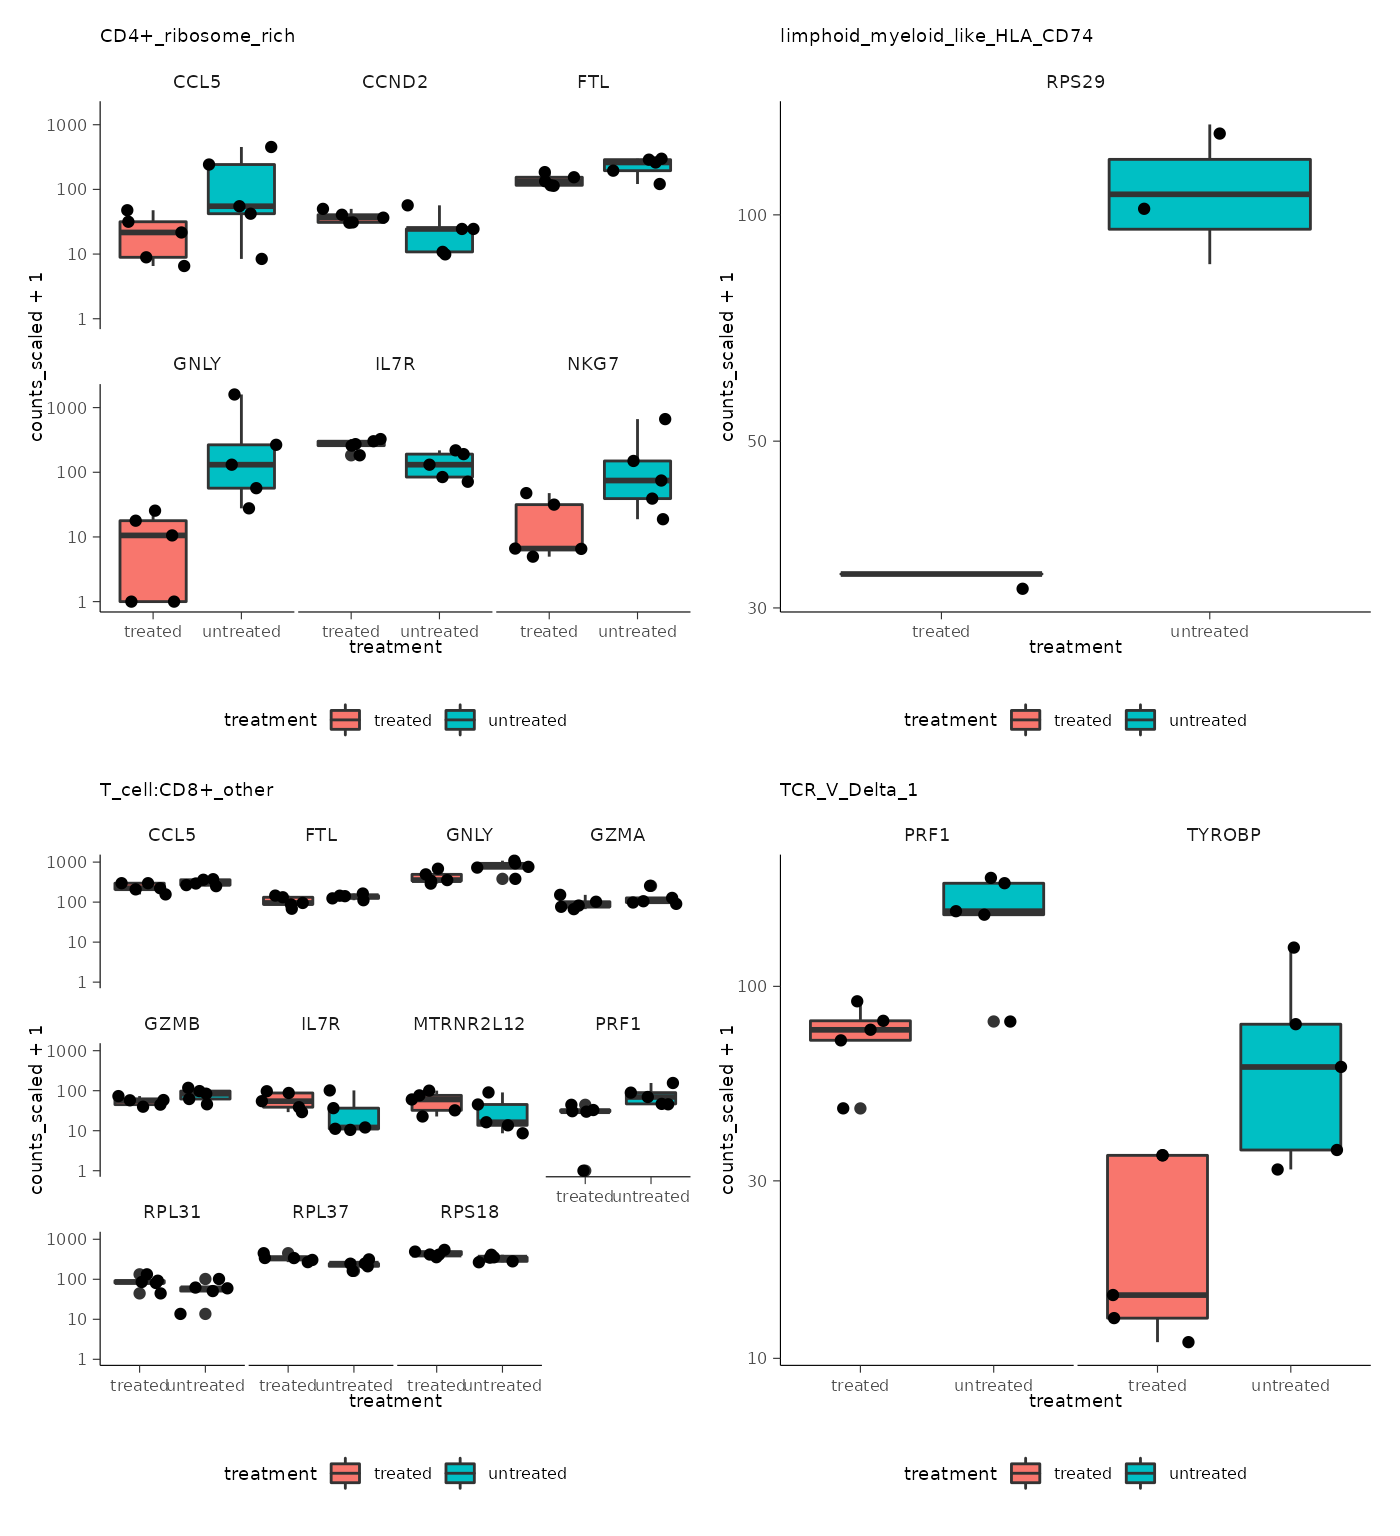 CD4+_ribosome_rich
CCL5 CCND2 FTL
1000
100
10
1
GNLY IL7R NKG7
1000
100
10
1
counts_scaled + 1
treated untreated treated untreated treated untreated
treatment
treatment treated untreated
limphoid_myeloid_like_HLA_CD74
RPS29
100
50
30
counts_scaled + 1
treated untreated
treatment
treatment treated untreated
T_cell:CD8+_other
CCL5 FTL GNLY GZMA
1000
100
10
1
GZMB IL7R MTRNR2L12 PRF1
1000
100
10
1
counts_scaled + 1
treated untreated
RPL31 RPL37 RPS18
1000
100
10
1
treated untreated treated untreated treated untreated
treatment
treatment treated untreated
TCR_V_Delta_1
PRF1 TYROBP
100
30
10
counts_scaled + 1
treated untreated treated untreated
treatment
treatment treated untreated